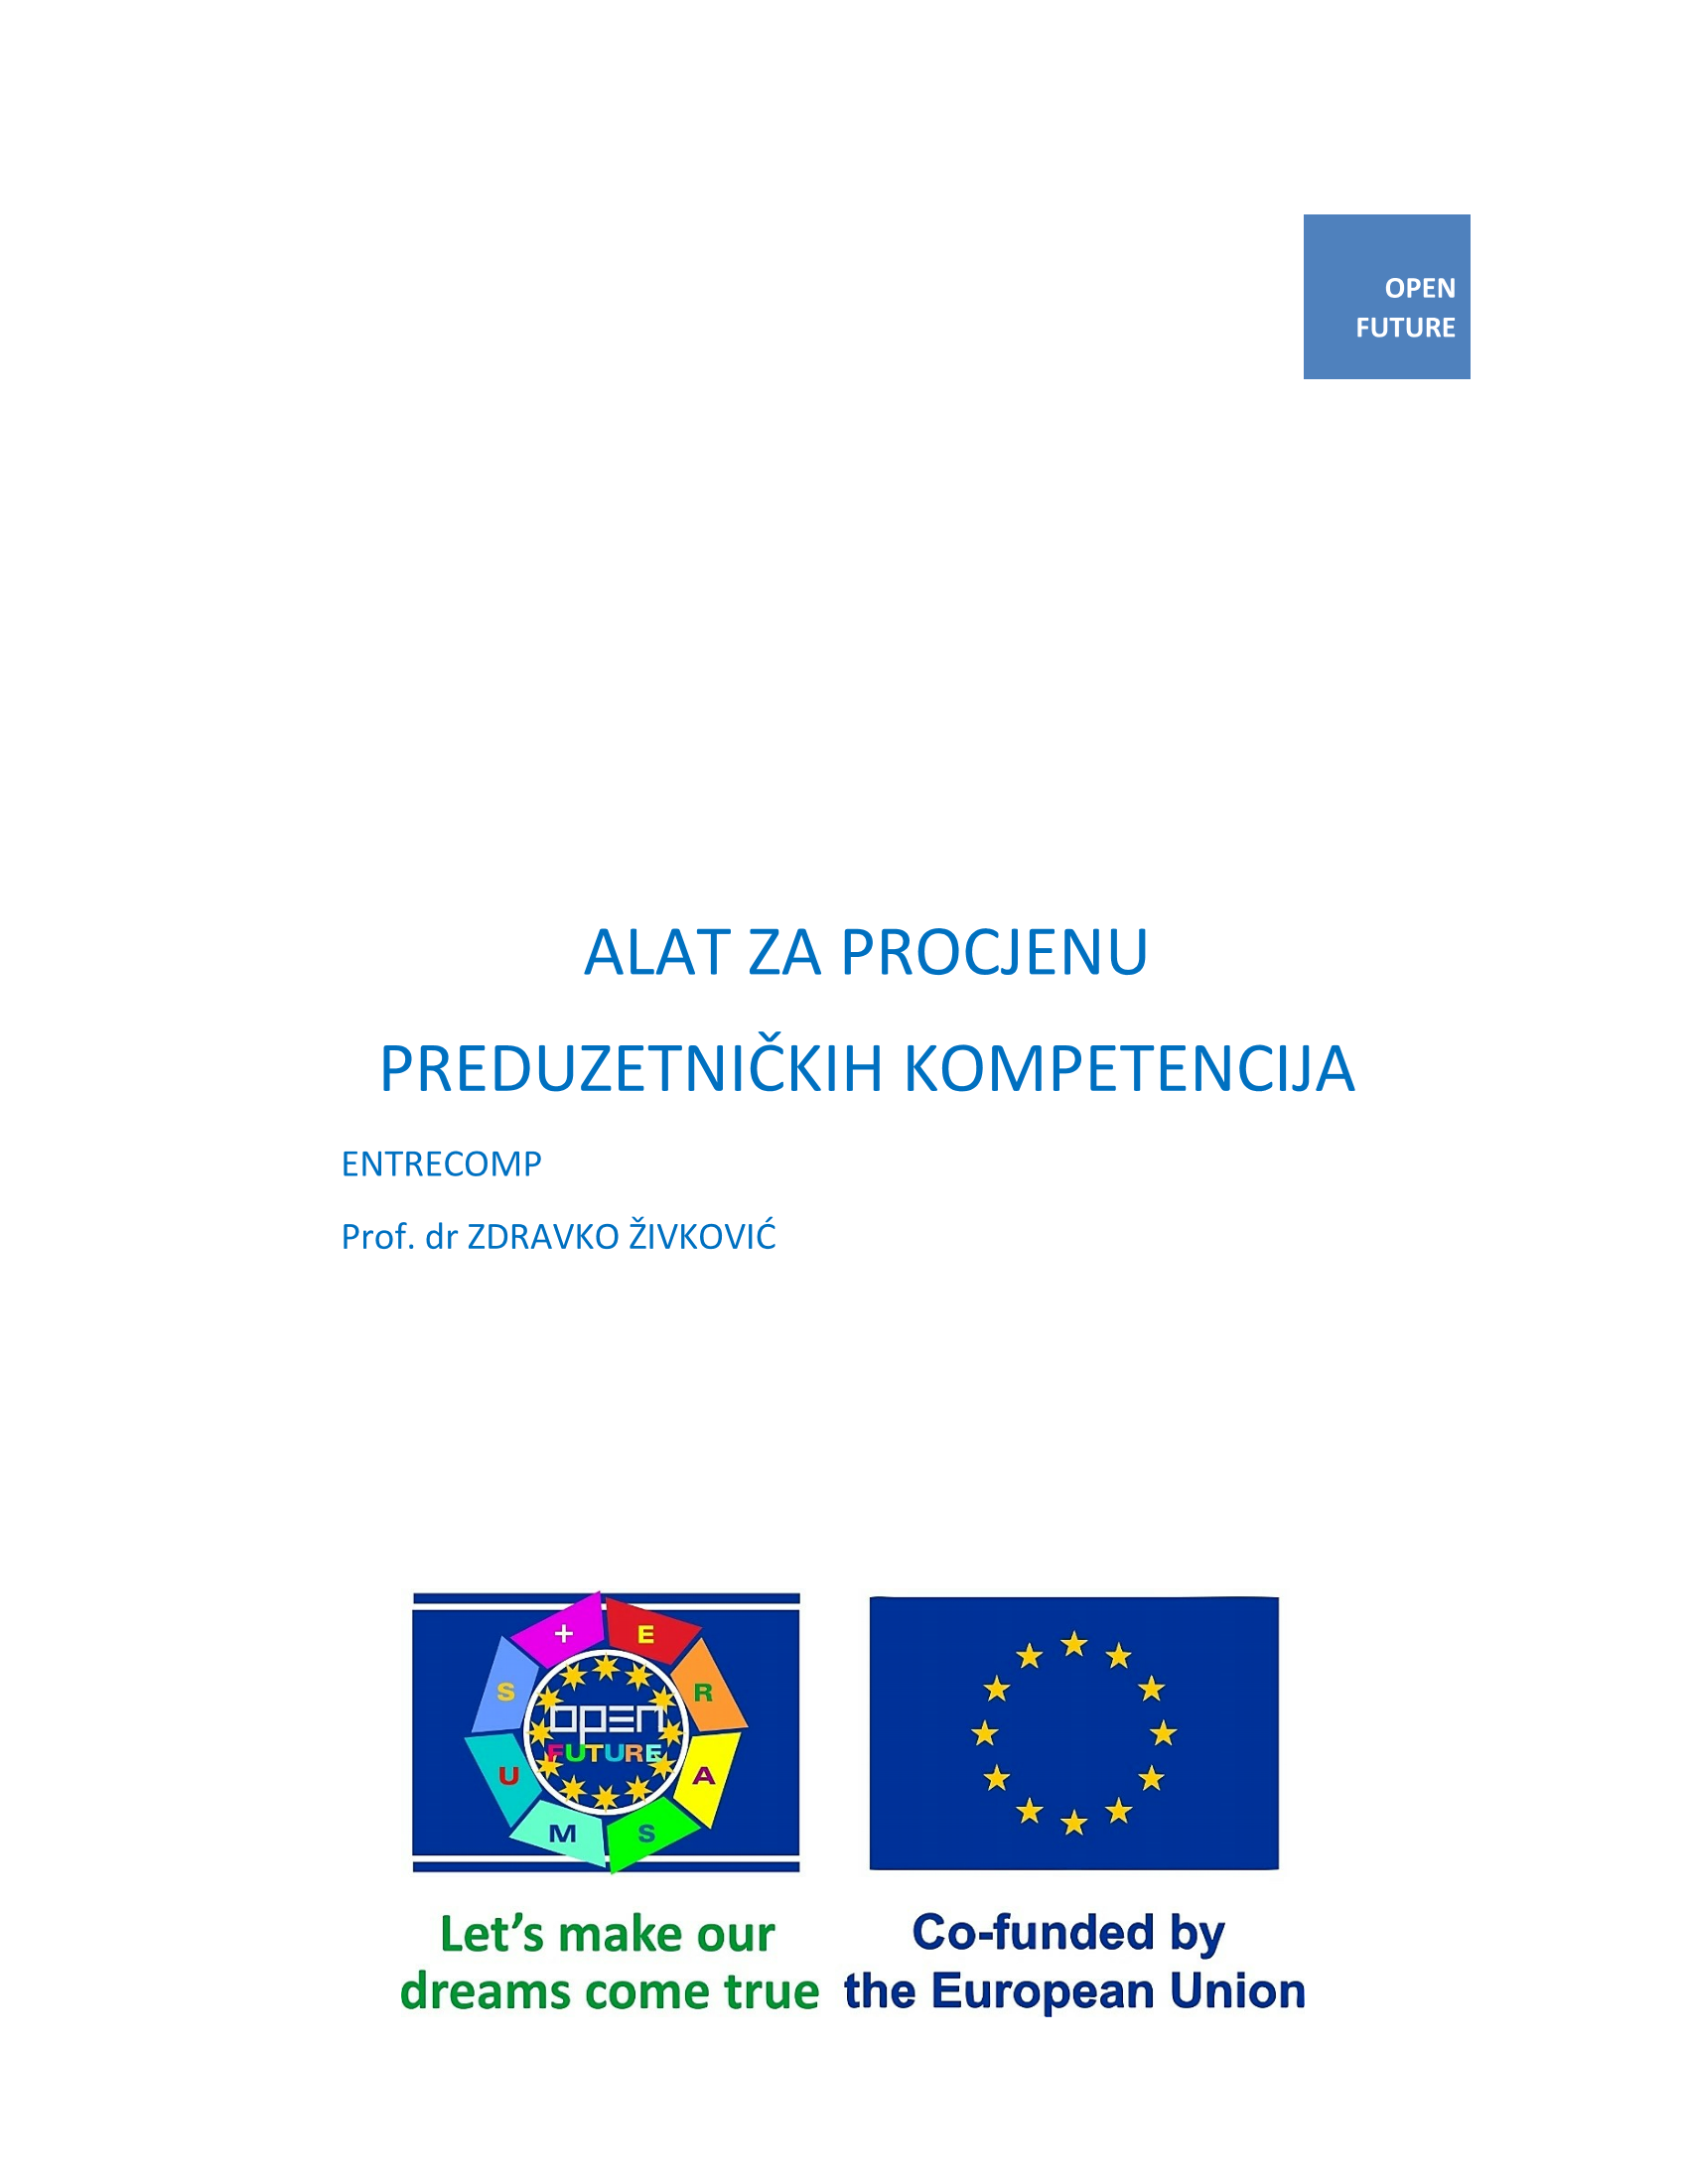 OPEN
FUTURE
ALAT ZA PROCJENU
PREDUZETNIČKIH KOMPETENCIJA
ENTRECOMP
Prof. dr ZDRAVKO ŽIVKOVIĆ
+
E
R
A
S
M
U
S
open
FUTURE
Let's make our
dreams come true
Co-funded by
the European Union